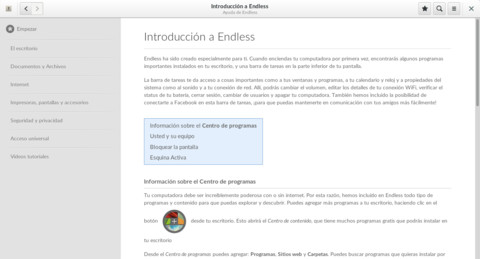 Introducción a Endless
Ayuda de Endless
Empezar
El escritorio
Documentos y Archivos
Internet
Impresoras, pantallas y accesorios
Seguridad y privacidad
Acceso universal
Videos tutoriales
Introducción a Endless
Endless ha sido creado especialmente para ti. Cuando enciendas tu computadora por primera vez, encontrarás algunos programas
importantes instalados en tu escritorio, y una barra de tareas en la parte inferior de tu pantalla.
La barra de tareas te da acceso a cosas importantes como a tus ventanas y programas, a tu calendario y reloj y a propiedades del
sistema como al sonido y a tu conexión de red. Allí, podrás cambiar el volumen, editar los detalles de tu conexión WiFi, verificar el
status de tu batería, cerrar sesión, cambiar de usuarios y apagar tu computadora. También hemos incluido la posibilidad de
conectarte a Facebook en esta barra de tareas, ¡para que puedas mantenerte en comunicación con tus amigos más fácilmente!
Información sobre el Centro de programas
Usted y su equipo
Bloquear la pantalla
Esquina Activa
Información sobre el Centro de programas
Tu computadora debe ser increíblemente poderosa con o sin internet. Por esta razón, hemos incluido en Endless todo tipo de
programas y contenido para que puedas explorar y descubrir. Puedes agregar más programas a tu escritorio, haciendo clic en el
botón desde tu escritorio. Esto abrirá el Centro de contenido, que tiene muchos programas gratis que podrás instalar en
tu escritorio.
Desde el Centro de programas puedes agregar: Programas, Sitios web y Carpetas. Puedes buscar programas que quieras instalar por